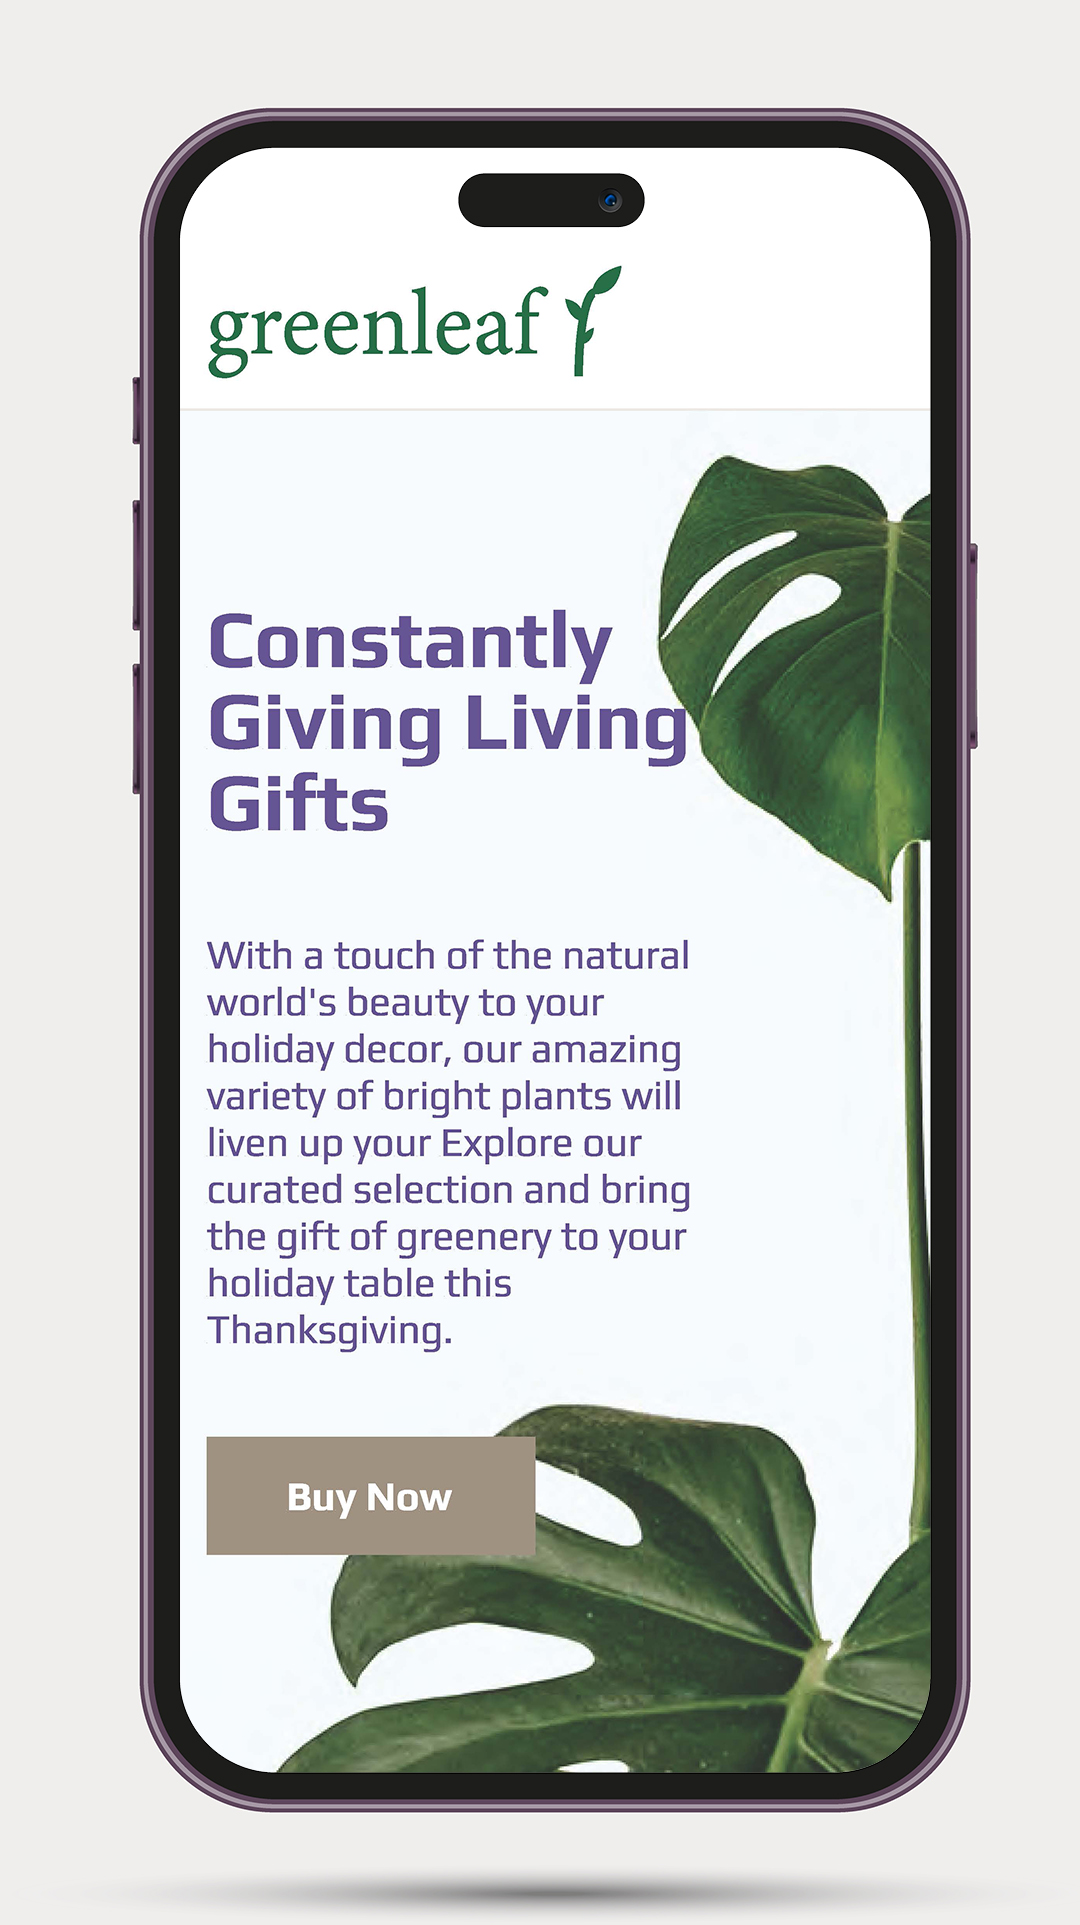 greenleaf
Constantly
Giving Living
Gifts
With a touch of the natural
world's beauty to your
holiday decor, our amazing
variety of bright plants will
liven up your Explore our
curated selection and bring
the gift of greenery to your
holiday table this
Thanksgiving.
Buy Now